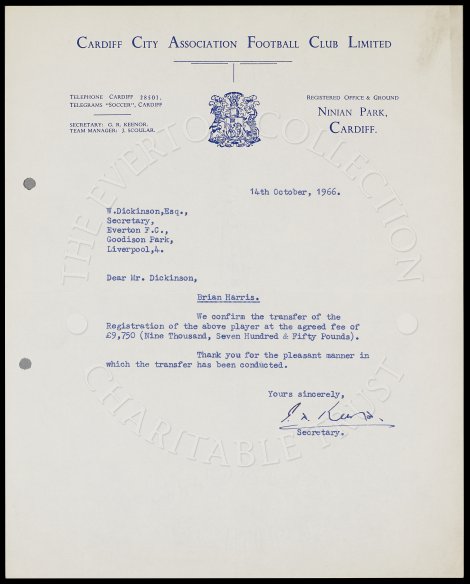 CARDIFF CITY ASSOCIATION FOOTBALL CLUB LIMITED
TELEPHONE CARDIFF 28501.
TELEGRAMS "SOCCER", CARDIFF
SECRETARY: G. R. KEENOR.
TEAM MANAGER: J. SCOULAR.
REGISTERED OFFICE & GROUND
NINIAN PARK,
CARDIFF.
14th October, 1966.
W.Dickinson,Esq.,
Secretary,
Everton F.C.,
Goodison Park,
Liverpool,4.
Dear Mr. Dickinson,
Brian Harris.
We confirm the transfer of the
Registration of the above player at the agreed fee of
£9,750 (Nine Thousand, Seven Hundred & Fifty Pounds).
Thank you for the pleasant manner in
which the transfer has been conducted.
Yours sincerely,
Secretary.
THE EVERTON COLLECTION
CHARITABLE TRUST